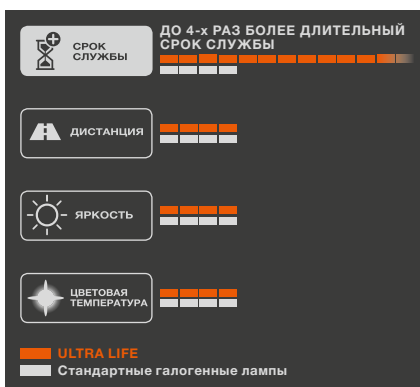 ДО 4-х РАЗ БОЛЕЕ ДЛИТЕЛЬНЫЙ
СРОК СЛУЖБЫ
СРОК
СЛУЖБЫ
ДИСТАНЦИЯ
ЯРКОСТЬ
ЦВЕТОВАЯ
ТЕМПЕРАТУРА
ULTRA LIFE
Стандартные галогенные лампы